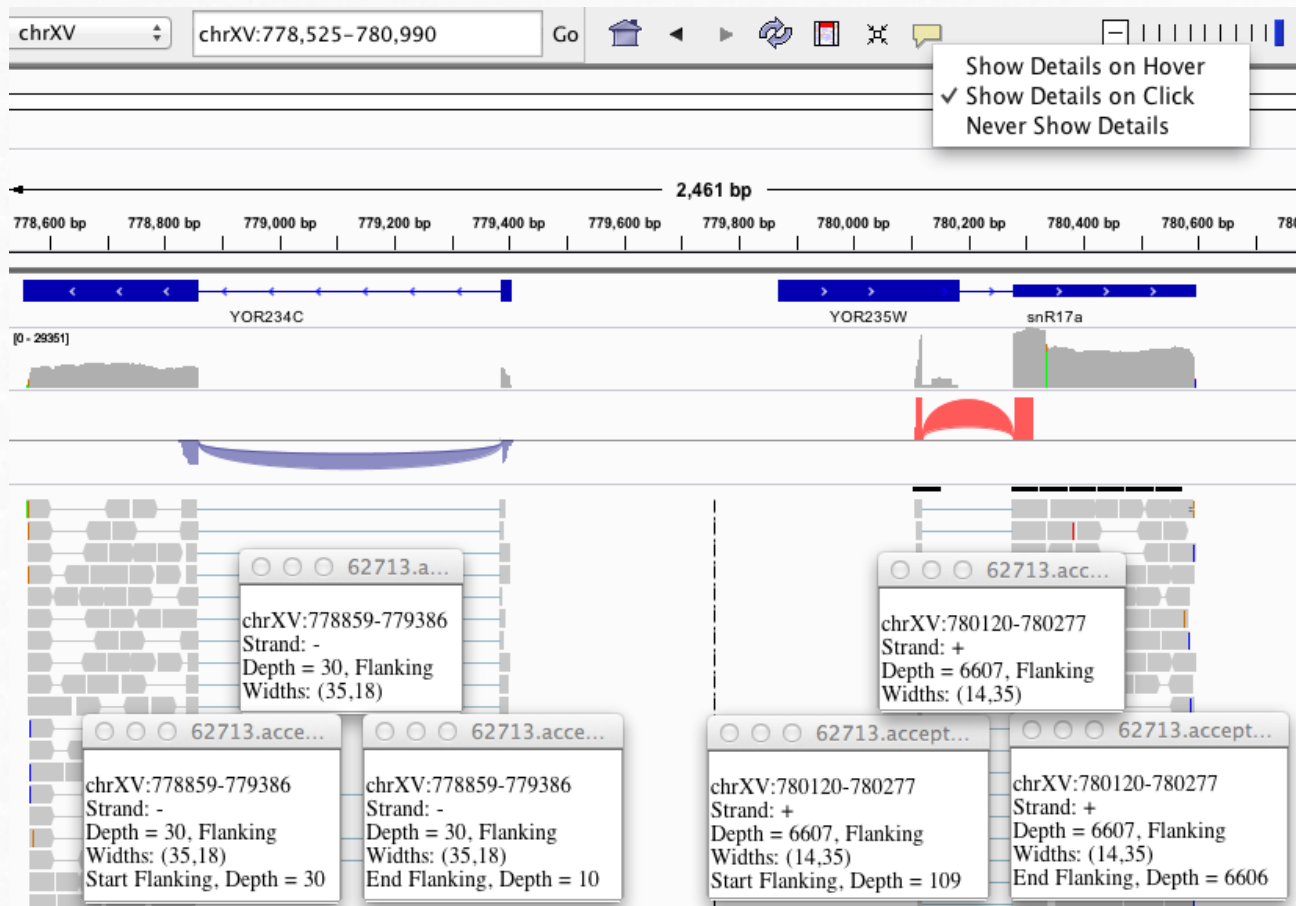 chrXV
chrXV:778,525-780,990
Go
Show Details on Hover
✓ Show Details on Click
Never Show Details
2,461 bp
778,600 bp 778,800 bp 779,000 bp 779,200 bp 779,400 bp 779,600 bp 779,800 bp 780,000 bp 780,200 bp 780,400 bp 780,600 bp 780
YOR234C YOR235W snR17a
[0 - 29351]
62713.a...
chrXV:778859-779386
Strand: -
Depth = 30, Flanking
Widths: (35,18)
62713.acc...
chrXV:780120-780277
Strand: +
Depth = 6607, Flanking
Widths: (14,35)
62713.acce...
chrXV:778859-779386
Strand: -
Depth = 30, Flanking
Widths: (35,18)
Start Flanking, Depth = 30
62713.acce...
chrXV:778859-779386
Strand: -
Depth = 30, Flanking
Widths: (35,18)
End Flanking, Depth = 10
62713.accept...
chrXV:780120-780277
Strand: +
Depth = 6607, Flanking
Widths: (14,35)
Start Flanking, Depth = 109
62713.accept...
chrXV:780120-780277
Strand: +
Depth = 6607, Flanking
Widths: (14,35)
End Flanking, Depth = 6606